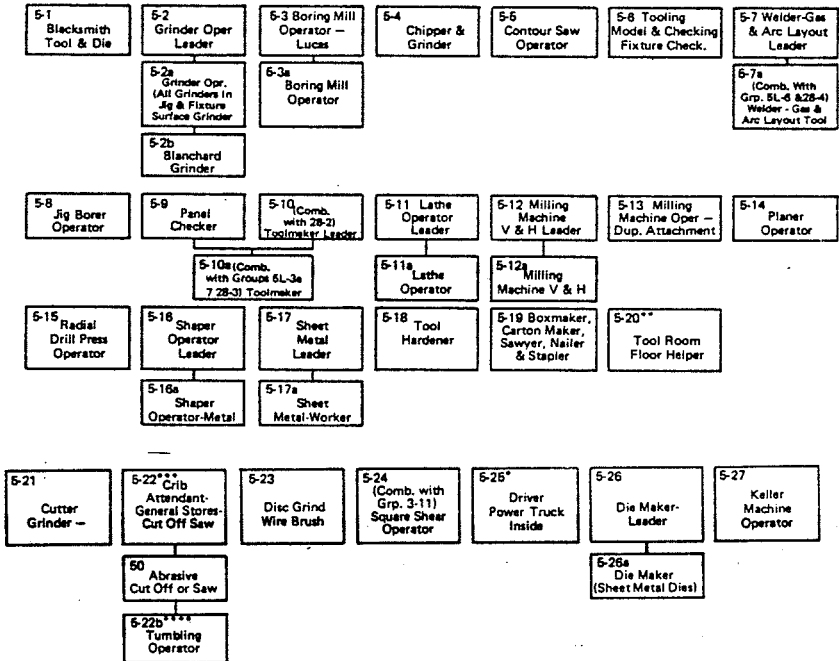 5-1
Blacksmith
Tool & Die
5-2
Grinder Oper
Leader
5-2a
Grinder Opr.
(All Grinders In
Jig & Fixture
Surface Grinder
5-2b
Blanchard
Grinder
5-3 Boring Mill
Operator —
Lucas
5-3a
Boring Mill
Operator
5-4
Chipper &
Grinder
5-5
Contour Saw
Operator
5-6 Tooling
Model & Checking
Fixture Check.
5-7 Welder-Gas
& Arc Layout
Leader
5-7a
(Comb. With
Grp. 5L-6 &28-4)
Welder - Gas &
Arc Layout Tool
5-8
Jig Borer
Operator
5-9
Panel
Checker
5-10
(Comb.
with 28-2)
Toolmaker Leader
5-10a (Comb.
with Groups 5L-3a
7 28-3) Toolmaker
5-11 Lathe
Operator
Leader
5-11a
Lathe
Operator
5-12 Milling
Machine
V & H Leader
5-12a
Milling
Machine V & H
5-13 Milling
Machine Oper —
Dup. Attachment
5-14
Planer
Operator
5-15
Radial
Drill Press
Operator
5-16
Shaper
Operator
Leader
5-16a
Shaper
Operator-Metal
5-17
Sheet
Metal
Leader
5-17a
Sheet
Metal-Worker
5-18
Tool
Hardener
5-19 Boxmaker,
Carton Maker,
Sawyer, Nailer
& Stapler
5-20**
Tool Room
Floor Helper
5-21
Cutter
Grinder —
5-22***
Crib
Attendant-
General Stores-
Cut Off Saw
50
Abrasive
Cut Off or Saw
5-22b****
Tumbling
Operator
5-23
Disc Grind
Wire Brush
5-24
(Comb. with
Grp. 3-11)
Square Shear
Operator
5-25*
Driver
Power Truck
Inside
5-26
Die Maker-
Leader
5-26a
Die Maker
(Sheet Metal Dies)
5-27
Keller
Machine
Operator